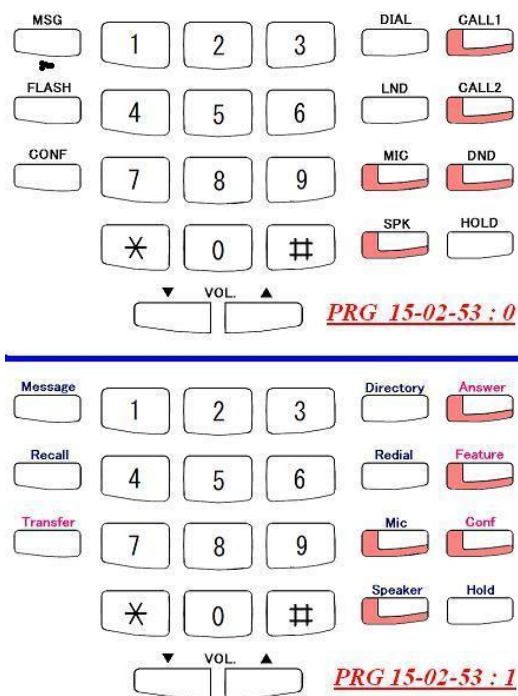 MSG DIAL CALL1
1 2 3
FLASH LND CALL2
4 5 6
CONF MIC DND
7 8 9
SPK HOLD
* 0 #
▼ VOL. ▲
PRG 15-02-53 : 0
Message Directory Answer
1 2 3
Recall Redial Feature
4 5 6
Transfer Mic Conf
7 8 9
Speaker Hold
* 0 #
▼ VOL. ▲
PRG 15-02-53 : 1